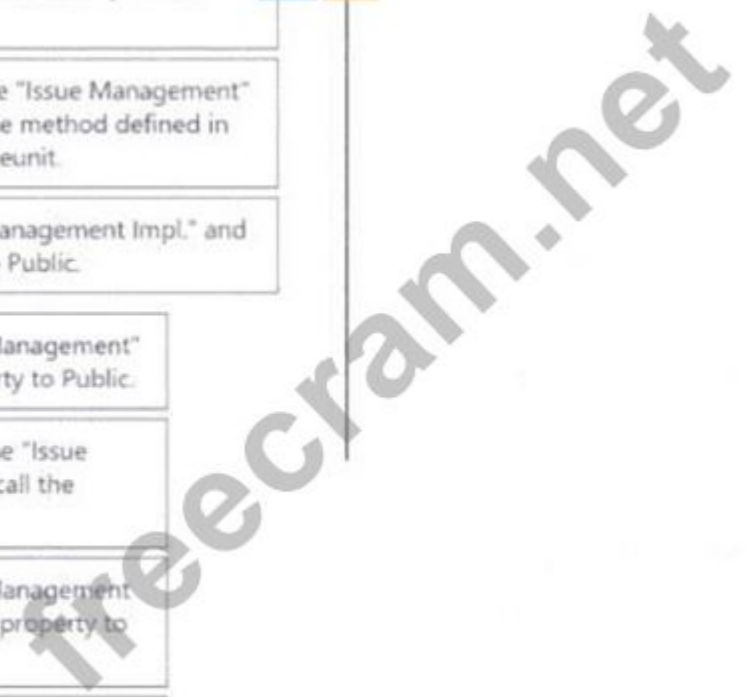 e "Issue Management"
e method defined in
eunit.
anagement Impl." and
Public.
lanagement"
rty to Public.
e "Issue
call the
lanagement
property to
freecram.net